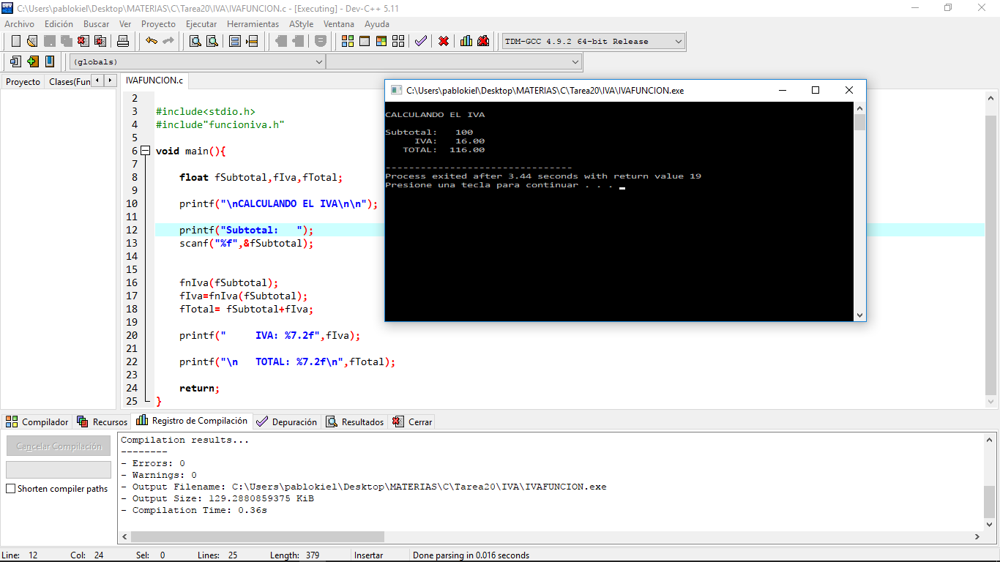 C:\Users\pablokiel\Desktop\MATERIAS\C\Tarea20\IVA\IVAFUNCION.c - [Executing] - Dev-C++ 5.11
Archivo Edición Buscar Ver Proyecto Ejecutar Herramientas AStyle Ventana Ayuda
TDM-GCC 4.9.2 64-bit Release
(globals)
Proyecto Clases(Fun
IVAFUNCION.c
2
3 #include<stdio.h>
4 #include"funcioniva.h"
5
6 void main(){
7
8     float fSubtotal,fIva,fTotal;
9
10     printf("\nCALCULANDO EL IVA\n\n");
11
12     printf("Subtotal:   ");
13     scanf("%f",&fSubtotal);
14
15
16     fnIva(fSubtotal);
17     fIva=fnIva(fSubtotal);
18     fTotal= fSubtotal+fIva;
19
20     printf("     IVA: %7.2f",fIva);
21
22     printf("\n   TOTAL: %7.2f\n",fTotal);
23
24     return;
25 }
C:\Users\pablokiel\Desktop\MATERIAS\C\Tarea20\IVA\IVAFUNCION.exe
CALCULANDO EL IVA
Subtotal:   100
     IVA:   16.00
   TOTAL:  116.00
--------------------------------
Process exited after 3.44 seconds with return value 19
Presione una tecla para continuar . . .
Compilador Recursos Registro de Compilación Depuración Resultados Cerrar
Cancelar Compilación
Shorten compiler paths
Compilation results...
--------
- Errors: 0
- Warnings: 0
- Output Filename: C:\Users\pablokiel\Desktop\MATERIAS\C\Tarea20\IVA\IVAFUNCION.exe
- Output Size: 129.2880859375 KiB
- Compilation Time: 0.36s
Line: 12 Col: 24 Sel: 0 Lines: 25 Length: 379 Insertar Done parsing in 0.016 seconds